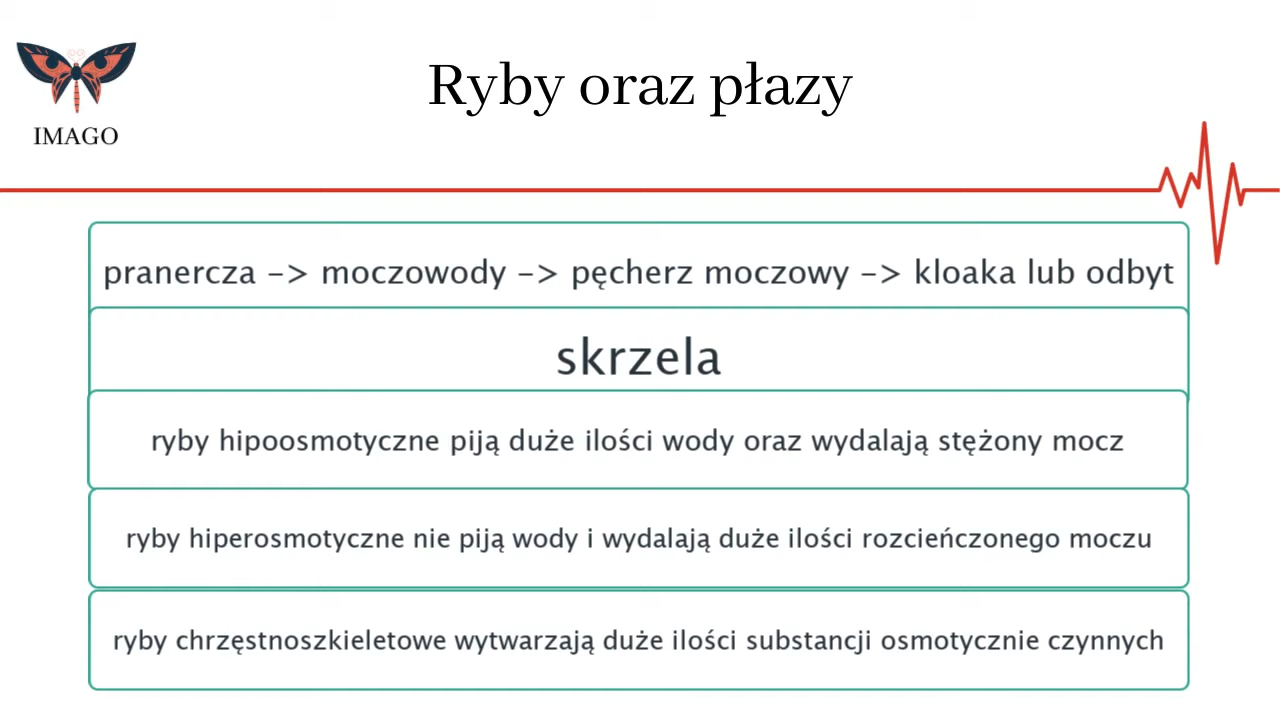 IMAGO
Ryby oraz płazy
pranercza -> moczowody -> pęcherz moczowy -> kloaka lub odbyt
skrzela
ryby hipoosmotyczne piją duże ilości wody oraz wydalają stężony mocz
ryby hiperosmotyczne nie piją wody i wydalają duże ilości rozcieńczonego moczu
ryby chrzęstnoszkieletowe wytwarzają duże ilości substancji osmotycznie czynnych